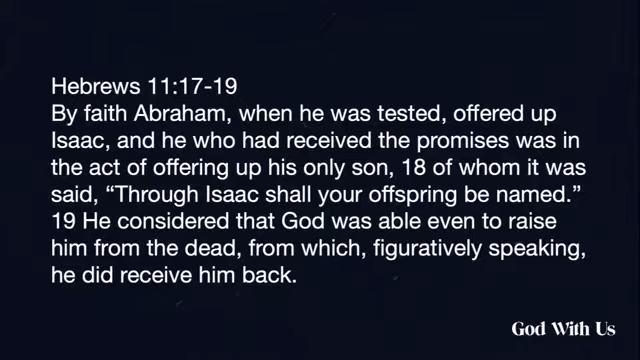 Hebrews 11:17-19
By faith Abraham, when he was tested, offered up
Isaac, and he who had received the promises was in
the act of offering up his only son, 18 of whom it was
said, “Through Isaac shall your offspring be named.”
19 He considered that God was able even to raise
him from the dead, from which, figuratively speaking,
he did receive him back.
God With Us